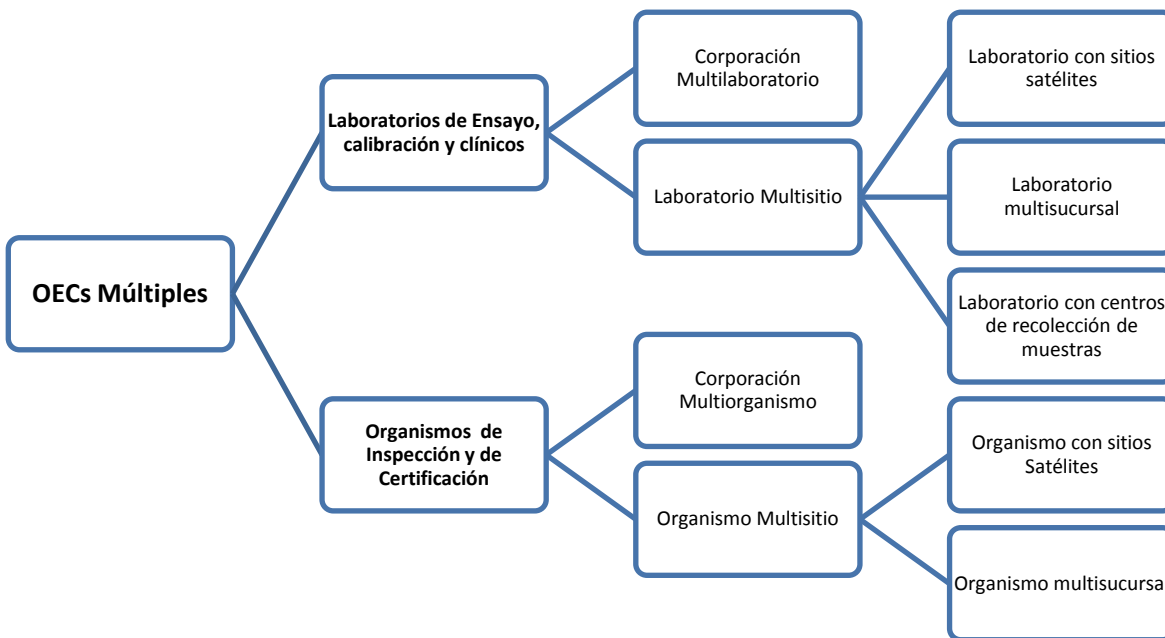 OECs Múltiples
Laboratorios de Ensayo,
calibración y clínicos
Corporación
Multilaboratorio
Laboratorio Multisitio
Laboratorio con sitios
satélites
Laboratorio
multisucursal
Laboratorio con centros
de recolección de
muestras
Organismos de
Inspección y de
Certificación
Corporación
Multiorganismo
Organismo Multisitio
Organismo con sitios
Satélites
Organismo multisucursa